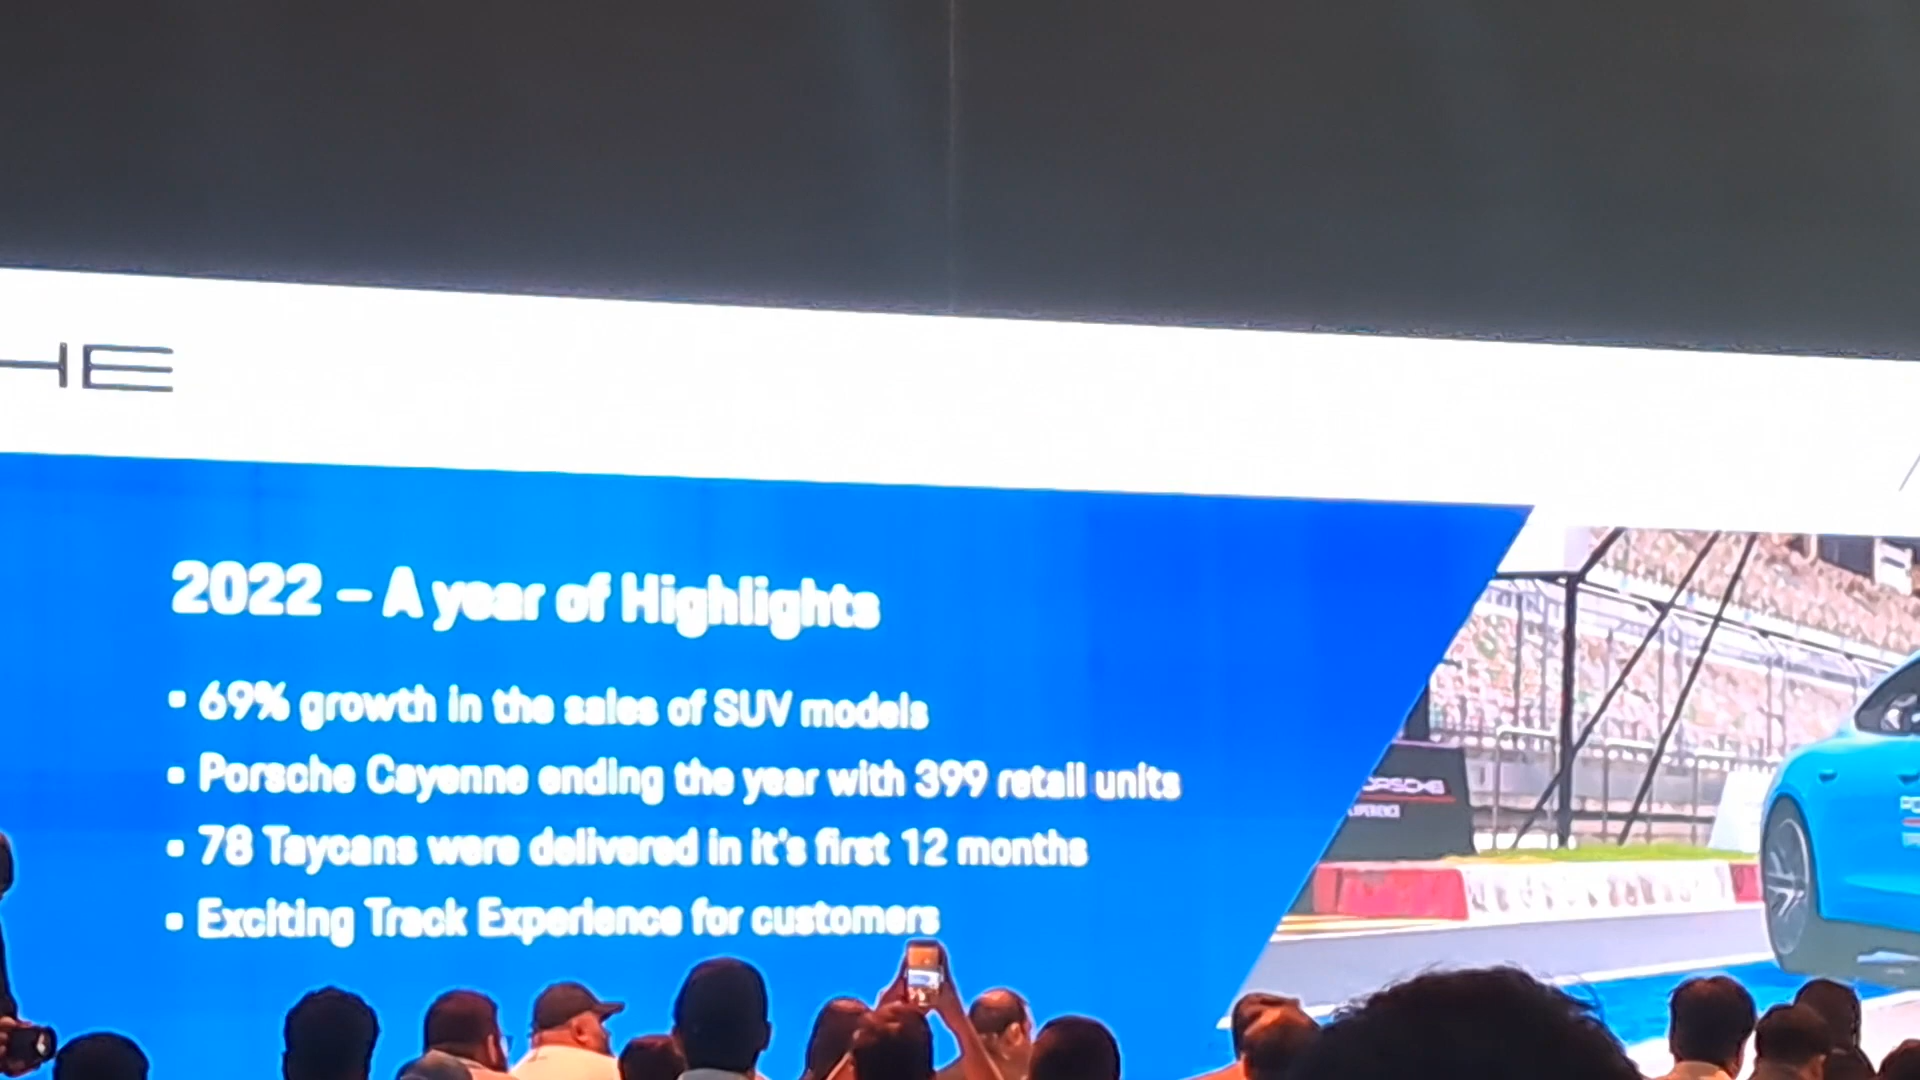 HE
2022 – A year of Highlights
▪ 69% growth in the sales of SUV models
▪ Porsche Cayenne ending the year with 399 retail units
▪ 78 Taycans were delivered in it's first 12 months
▪ Exciting Track Experience for customers